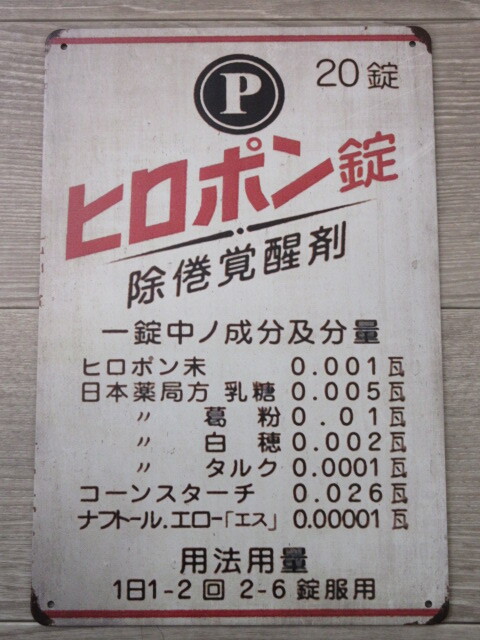 P
20錠
ヒロポン錠
除倦覚醒剤
一錠中ノ成分及分量
ヒロポン末 0.001瓦
日本薬局方 乳糖 0.005瓦
〃 葛粉 0.01瓦
〃 白穂 0.002瓦
〃 タルク 0.0001瓦
コーンスターチ 0.026瓦
ナフトール.エロー「エス」 0.00001瓦
用法用量
1日1-2回 2-6錠服用